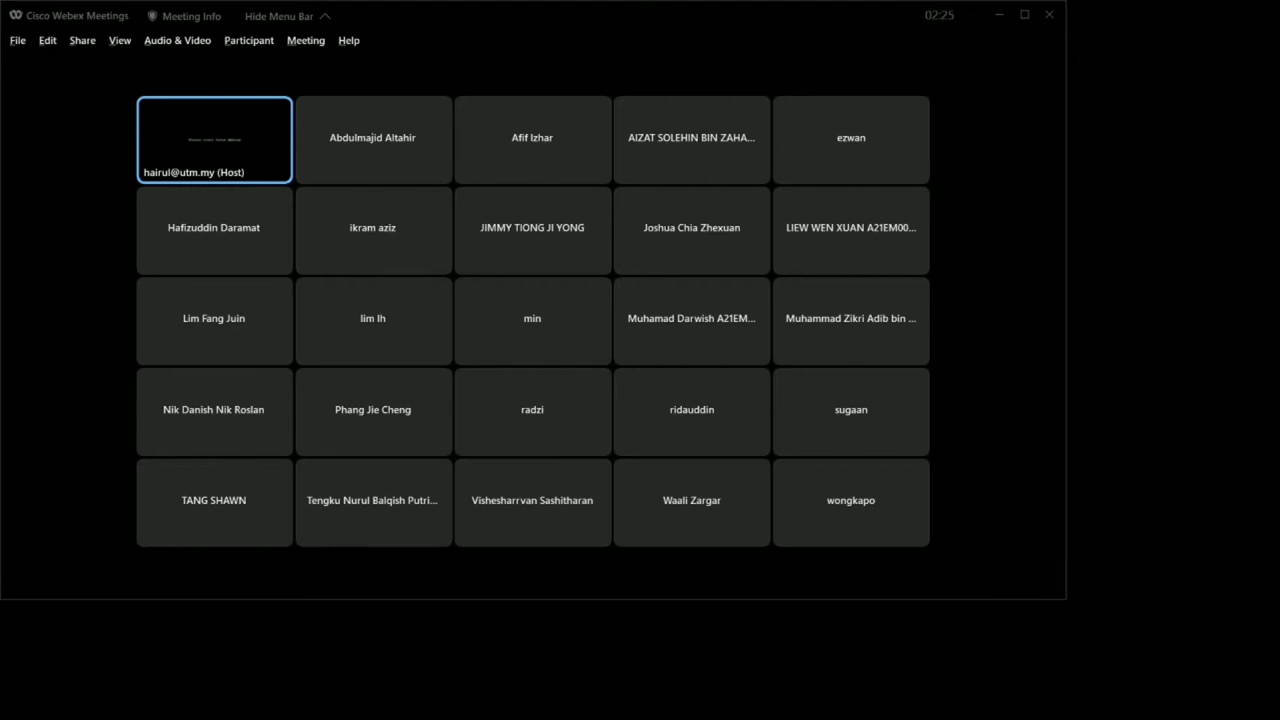 Cisco Webex Meetings Meeting Info Hide Menu Bar 02:25
File Edit Share View Audio & Video Participant Meeting Help
hairul@utm.my (Host)
Abdulmajid Altahir
Afif Izhar
AIZAT SOLEHIN BIN ZAHA...
ezwan
Hafizuddin Daramat
ikram aziz
JIMMY TIONG JI YONG
Joshua Chia Zhexuan
LIEW WEN XUAN A21EM00...
Lim Fang Juin
lim lh
min
Muhamad Darwish A21EM...
Muhammad Zikri Adib bin ...
Nik Danish Nik Roslan
Phang Jie Cheng
radzi
ridauddin
sugaan
TANG SHAWN
Tengku Nurul Balqish Putri...
Vishesharrvan Sashitharan
Waali Zargar
wongkapo